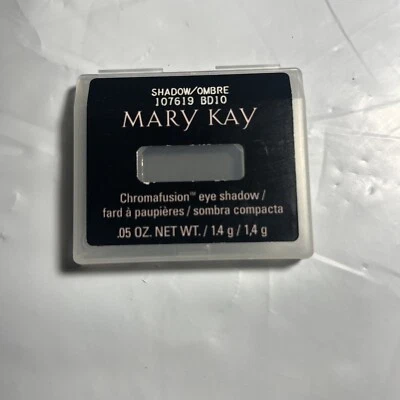 SHADOW/OMBRE
107619 BD10
MARY KAY
Chromafusion™ eye shadow /
fard à paupières / sombra compacta
.05 OZ. NET WT. / 1.4 g / 1,4 g